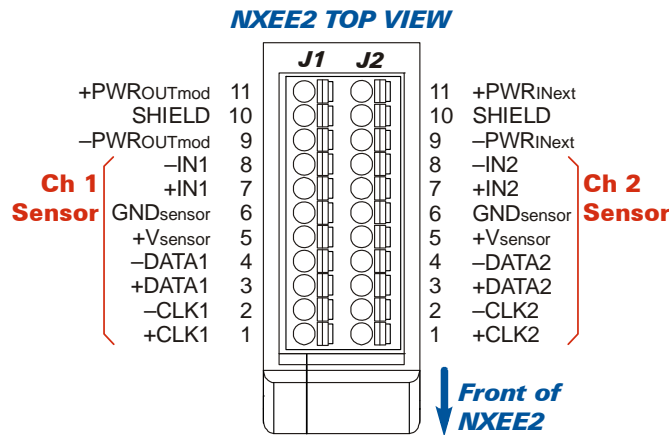 NXEE2 TOP VIEW
J1 J2
+PWROUTmod 11 11 +PWRINext
SHIELD 10 10 SHIELD
–PWROUTmod 9 9 –PWRINext
–IN1 8 8 –IN2
+IN1 7 7 +IN2
GNDsensor 6 6 GNDsensor
+Vsensor 5 5 +Vsensor
–DATA1 4 4 –DATA2
+DATA1 3 3 +DATA2
–CLK1 2 2 –CLK2
+CLK1 1 1 +CLK2
Ch 1
Sensor
Ch 2
Sensor
Front of
NXEE2